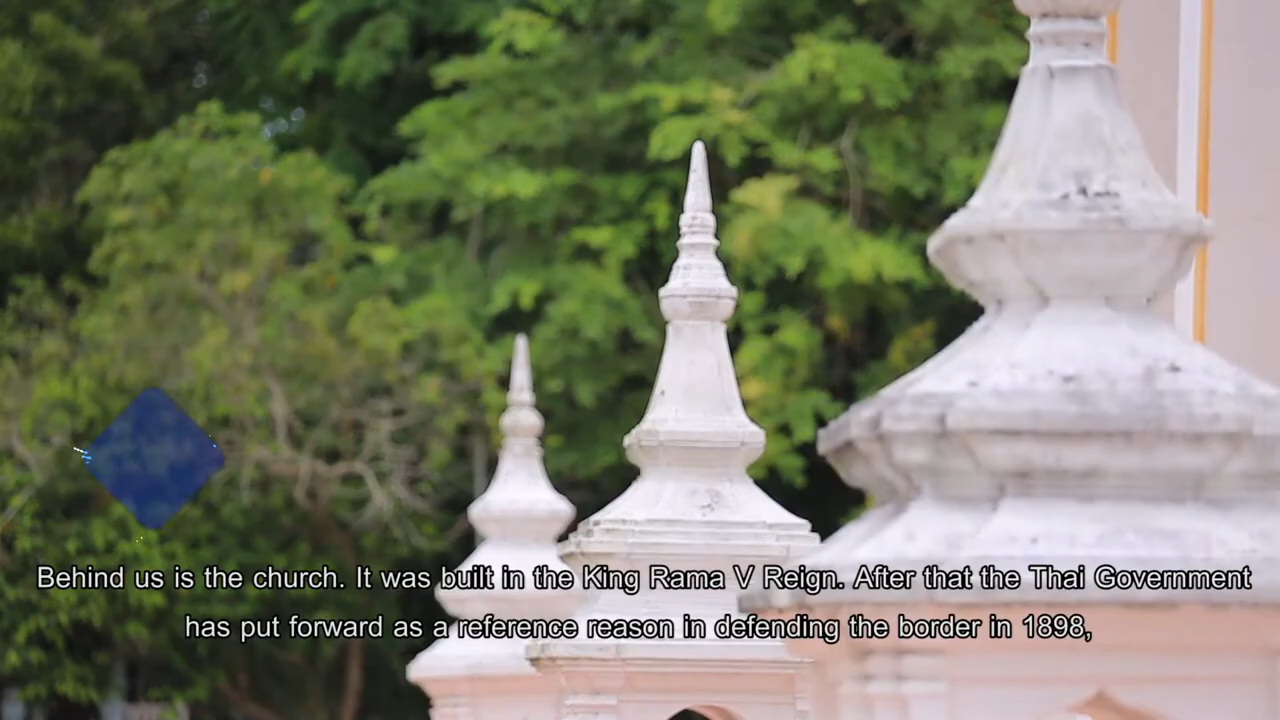 Behind us is the church. It was built in the King Rama V Reign. After that the Thai Government
has put forward as a reference reason in defending the border in 1898,